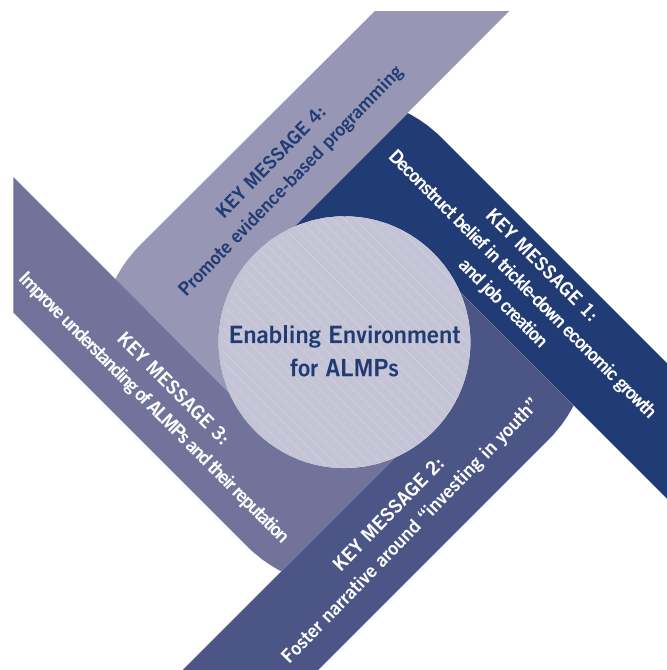 Enabling Environment
for ALMPs
KEY MESSAGE 1:
Deconstruct belief in trickle-down economic growth
and job creation
KEY MESSAGE 2:
Foster narrative around “investing in youth”
KEY MESSAGE 3:
Improve understanding of ALMPs and their reputation
KEY MESSAGE 4:
Promote evidence-based programming